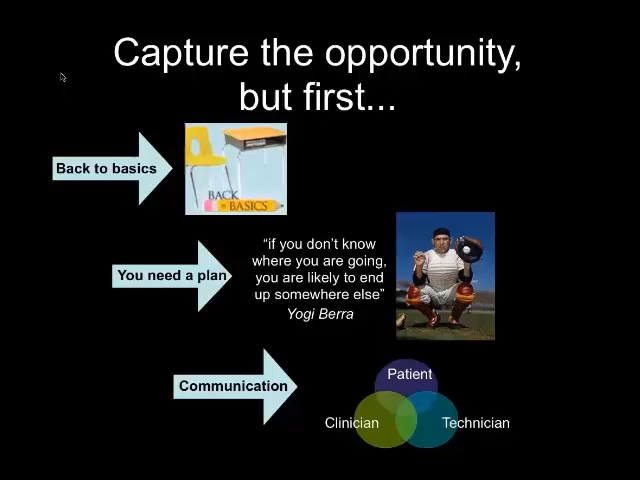 Capture the opportunity,
but first...
Back to basics
BACK
to BASICS
You need a plan
“if you don’t know
where you are going,
you are likely to end
up somewhere else”
Yogi Berra
Communication
Patient
Clinician
Technician